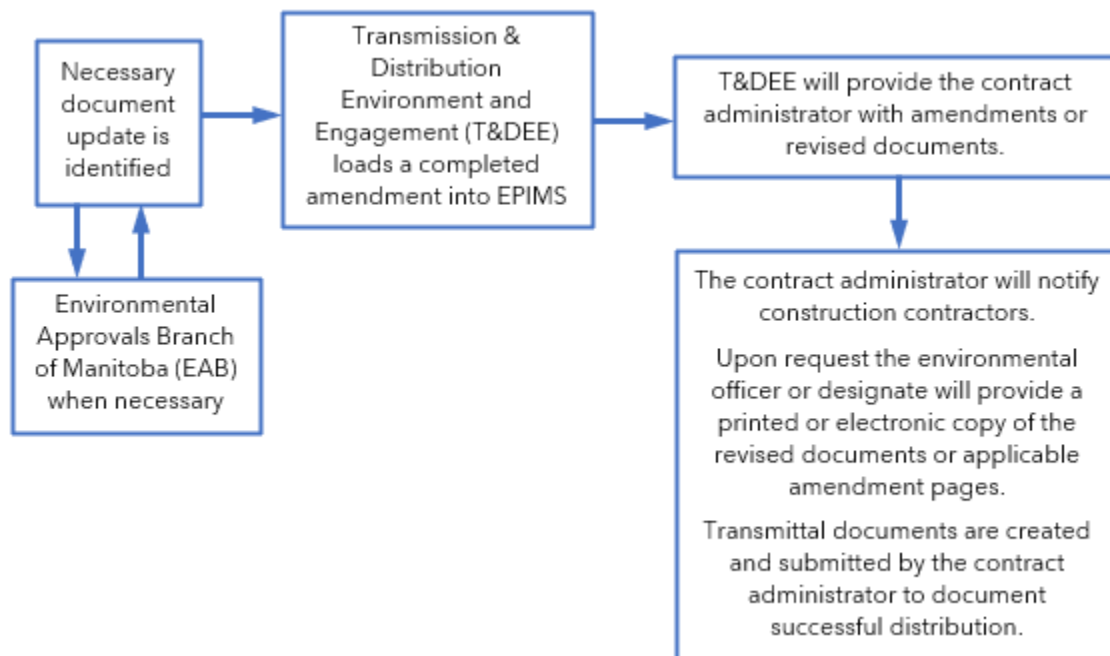 Necessary
document
update is
identified
Environmental
Approvals Branch
of Manitoba (EAB)
when necessary
Transmission &
Distribution
Environment and
Engagement (T&DEE)
loads a completed
amendment into EPIMS
T&DEE will provide the contract
administrator with amendments or
revised documents.
The contract administrator will notify
construction contractors.
Upon request the environmental
officer or designate will provide a
printed or electronic copy of the
revised documents or applicable
amendment pages.
Transmittal documents are created
and submitted by the contract
administrator to document
successful distribution.